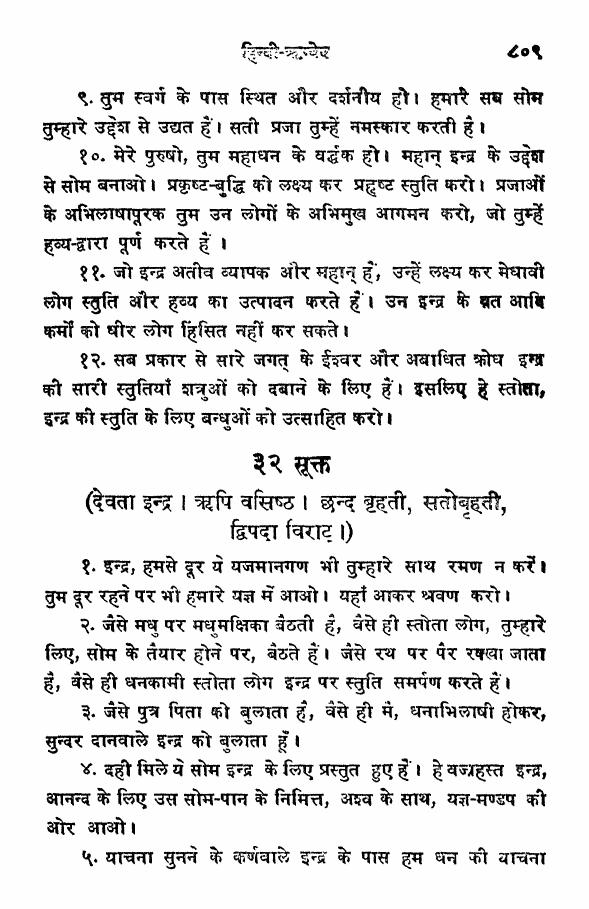 हिन्दी-ऋग्वेद ८०९
९. तुम स्वर्ग के पास स्थित और दर्शनीय हो। हमारे सब सोम
तुम्हारे उद्देश से उद्यत हैं। सती प्रजा तुम्हें नमस्कार करती है।
१०. मेरे पुरुषो, तुम महाधन के वर्द्धक हो। महान् इन्द्र के उद्देश
से सोम बनाओ। प्रकृष्ट-बुद्धि को लक्ष्य कर प्रहृष्ट स्तुति करो। प्रजाओं
के अभिलाषापूरक तुम उन लोगों के अभिमुख आगमन करो, जो तुम्हें
हव्य-द्वारा पूर्ण करते हैं ।
११. जो इन्द्र अतीव व्यापक और महान् हैं, उन्हें लक्ष्य कर मेधावी
लोग स्तुति और हव्य का उत्पादन करते हैं। उन इन्द्र के व्रत आदि
कर्मों को धीर लोग हिंसित नहीं कर सकते।
१२. सब प्रकार से सारे जगत् के ईश्वर और अबाधित क्रोध इन्द्र
की सारी स्तुतियाँ शत्रुओं को दबाने के लिए हैं। इसलिए हे स्तोता,
इन्द्र की स्तुति के लिए बन्धुओं को उत्साहित करो।
३२ सूक्त
(देवता इन्द्र। ऋषि वसिष्ठ। छन्द बृहती, सतोबृहती,
द्विपदा विराट्।)
१. इन्द्र, हमसे दूर ये यजमानगण भी तुम्हारे साथ रमण न करें।
तुम दूर रहने पर भी हमारे यज्ञ में आओ। यहाँ आकर श्रवण करो।
२. जैसे मधु पर मधुमक्षिका बैठती हैं, वैसे ही स्तोता लोग, तुम्हारे
लिए, सोम के तैयार होने पर, बैठते हैं। जैसे रथ पर पैर रक्खा जाता
है, वैसे ही धनकामी स्तोता लोग इन्द्र पर स्तुति समर्पण करते हैं।
३. जैसे पुत्र पिता को बुलाता है, वैसे ही मैं, धनाभिलाषी होकर,
सुन्दर दानवाले इन्द्र को बुलाता हूँ।
४. दही मिले ये सोम इन्द्र के लिए प्रस्तुत हुए हैं। हे वज्रहस्त इन्द्र,
आनन्द के लिए उस सोम-पान के निमित्त, अश्व के साथ, यज्ञ-मण्डप की
ओर आओ।
५. याचना सुनने के कर्णवाले इन्द्र के पास हम धन की याचना